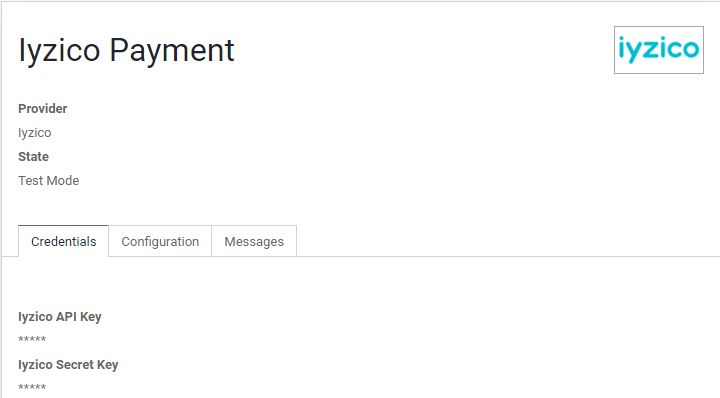 Iyzico Payment
iyzico
Provider
Iyzico
State
Test Mode
Credentials Configuration Messages
Iyzico API Key
*****
Iyzico Secret Key
*****